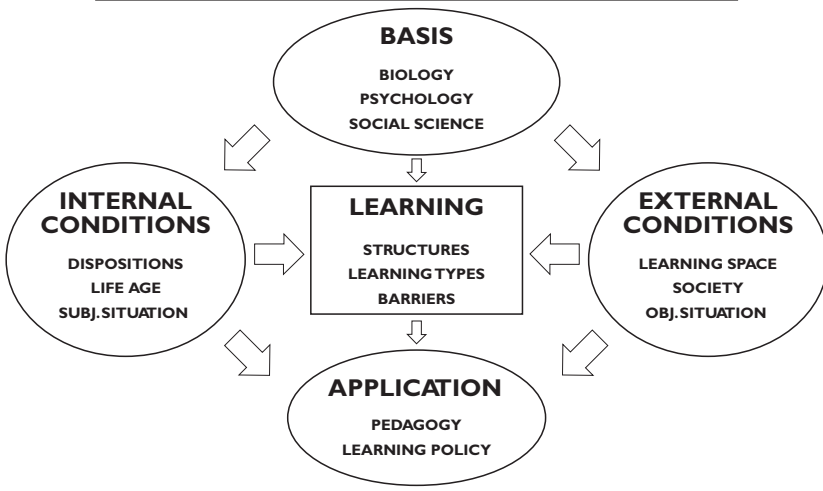 BASIS
BIOLOGY
PSYCHOLOGY
SOCIAL SCIENCE
INTERNAL
CONDITIONS
DISPOSITIONS
LIFE AGE
SUBJ. SITUATION
LEARNING
STRUCTURES
LEARNING TYPES
BARRIERS
EXTERNAL
CONDITIONS
LEARNING SPACE
SOCIETY
OBJ. SITUATION
APPLICATION
PEDAGOGY
LEARNING POLICY